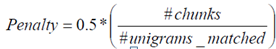 Penalty = 0.5 * ( #chunks / #unigrams_matched )